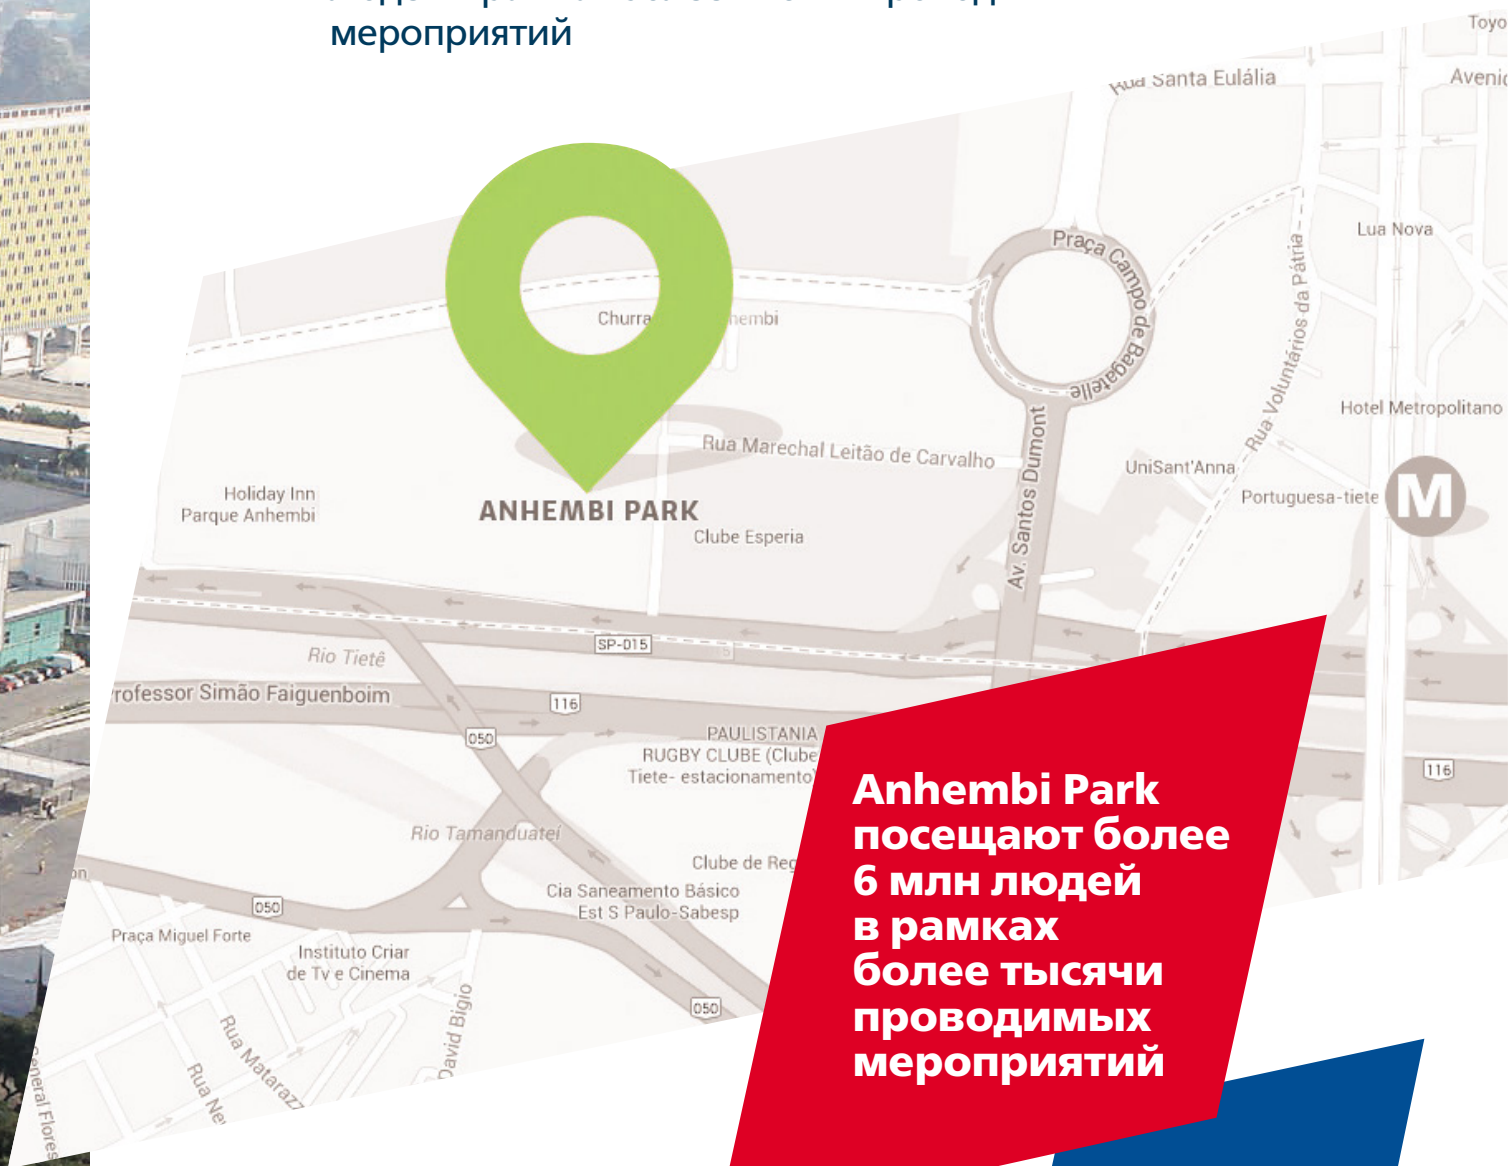 мероприятий
Toyo
Rua Santa Eulália
Avenid
Praça Campo de Bagatelle
Lua Nova
Rua Voluntários da Pátria
Churra
hembi
Hotel Metropolitano
Rua Marechal Leitão de Carvalho
Av. Santos Dumont
UniSant'Anna
Holiday Inn
Parque Anhembi
ANHEMBI PARK
Portuguesa-tiete
M
Clube Esperia
SP-015
Rio Tietê
rofessor Simão Faiguenboim
116
050
PAULISTANIA
RUGBY CLUBE (Clube
Tiete- estacionamento)
116
Anhembi Park
посещают более
6 млн людей
в рамках
более тысячи
проводимых
мероприятий
Rio Tamanduateí
Clube de Reg
Cia Saneamento Básico
Est S Paulo-Sabesp
050
Praça Miguel Forte
Instituto Criar
de Tv e Cinema
050
David Bigio
Rua Matarazz
Rua Ne
General Flores